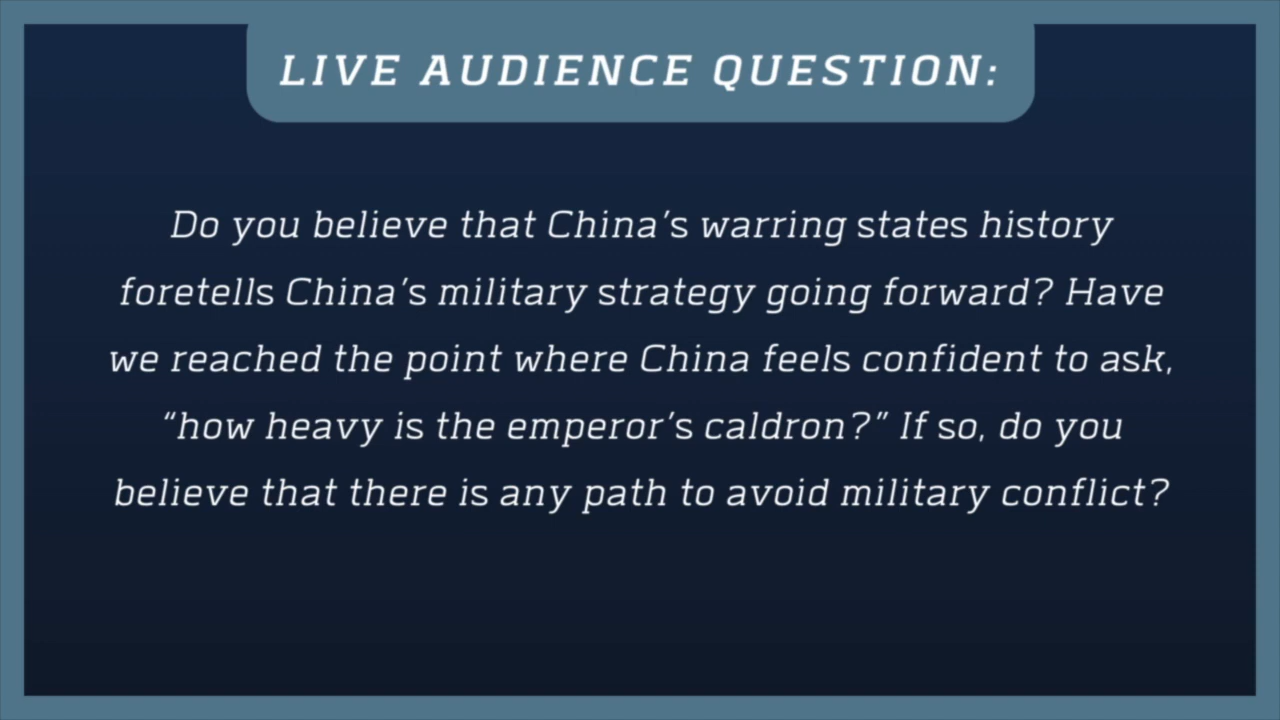 LIVE AUDIENCE QUESTION:
Do you believe that China’s warring states history
foretells China’s military strategy going forward? Have
we reached the point where China feels confident to ask,
“how heavy is the emperor’s caldron?” If so, do you
believe that there is any path to avoid military conflict?